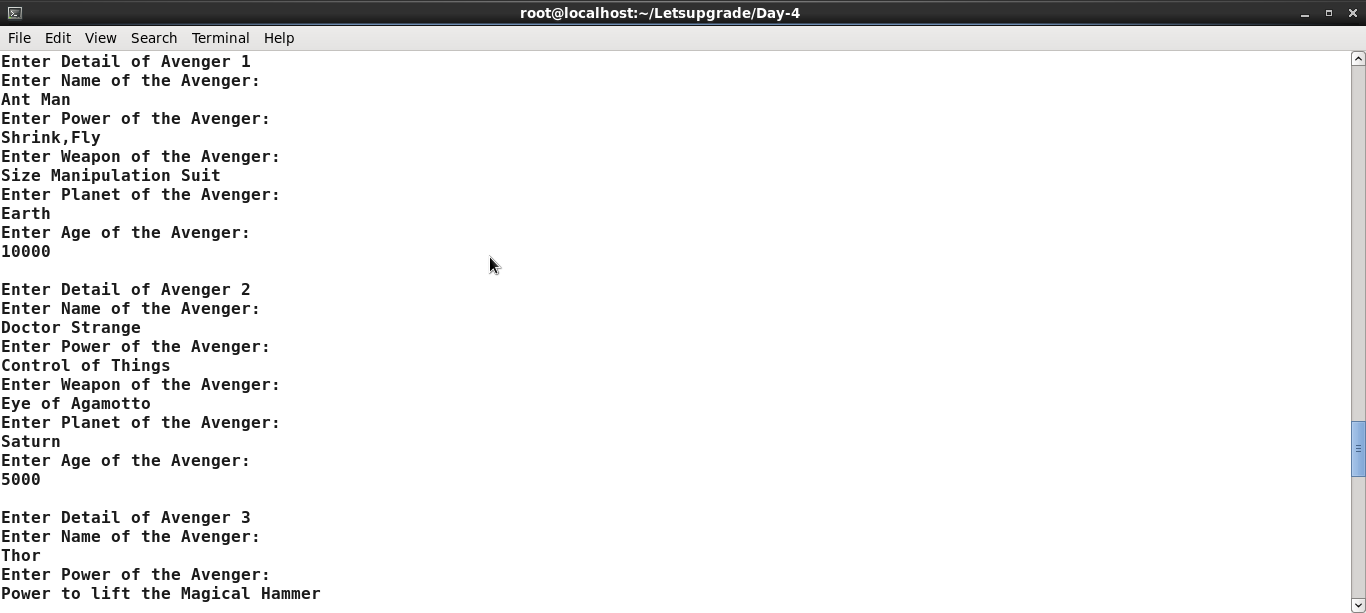 root@localhost:~/Letsupgrade/Day-4
File Edit View Search Terminal Help
Enter Detail of Avenger 1
Enter Name of the Avenger:
Ant Man
Enter Power of the Avenger:
Shrink,Fly
Enter Weapon of the Avenger:
Size Manipulation Suit
Enter Planet of the Avenger:
Earth
Enter Age of the Avenger:
10000
Enter Detail of Avenger 2
Enter Name of the Avenger:
Doctor Strange
Enter Power of the Avenger:
Control of Things
Enter Weapon of the Avenger:
Eye of Agamotto
Enter Planet of the Avenger:
Saturn
Enter Age of the Avenger:
5000
Enter Detail of Avenger 3
Enter Name of the Avenger:
Thor
Enter Power of the Avenger:
Power to lift the Magical Hammer